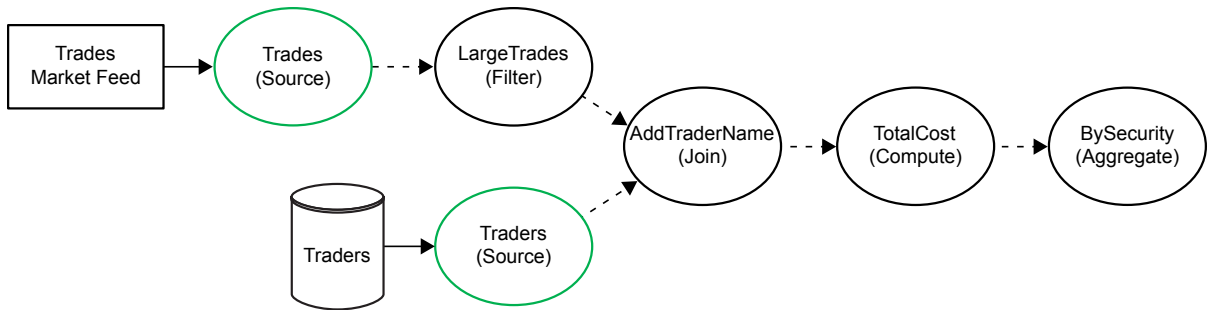 Trades
Market Feed
Trades
(Source)
LargeTrades
(Filter)
AddTraderName
(Join)
TotalCost
(Compute)
BySecurity
(Aggregate)
Traders
Traders
(Source)